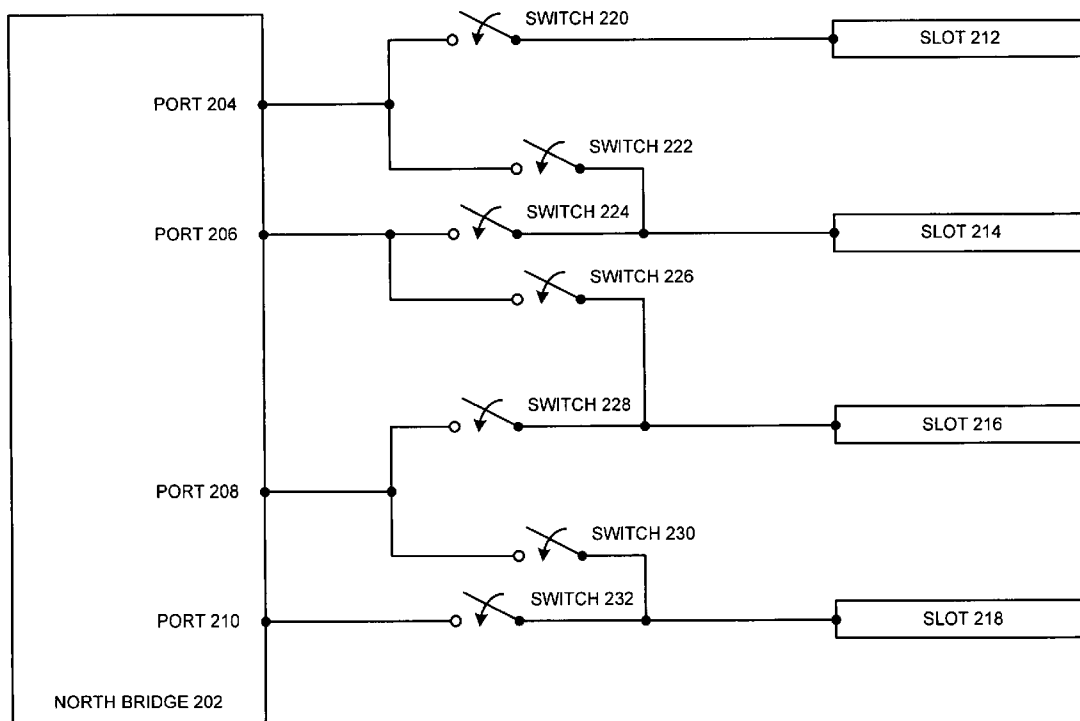 SWITCH 220
SLOT 212
PORT 204
SWITCH 222
SWITCH 224
PORT 206
SLOT 214
SWITCH 226
SWITCH 228
SLOT 216
PORT 208
SWITCH 230
SWITCH 232
PORT 210
SLOT 218
NORTH BRIDGE 202